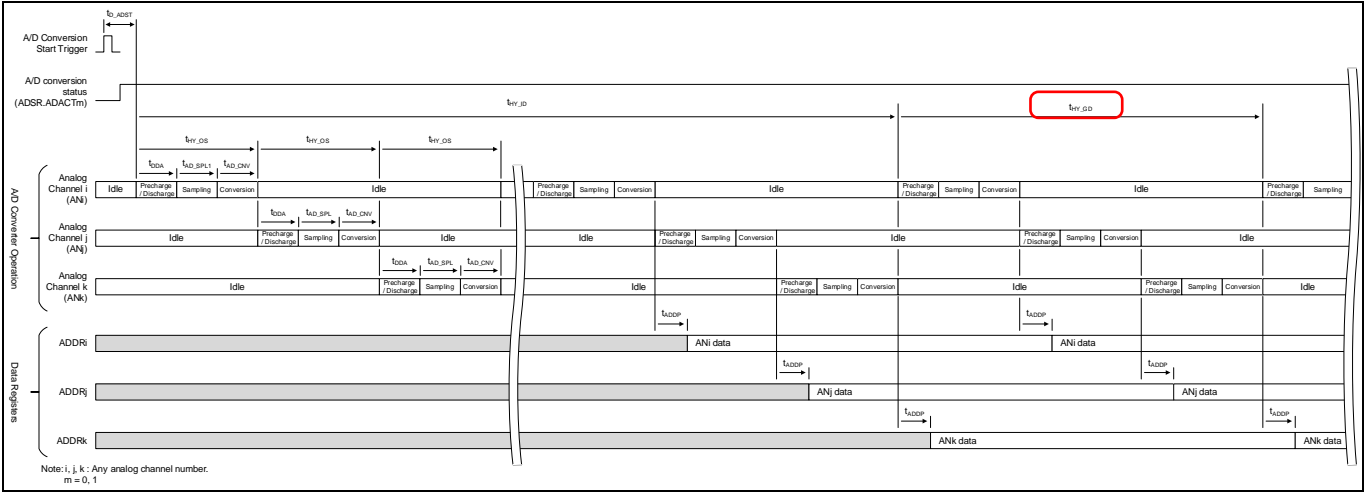 tD_ADST
A/D Conversion
Start Trigger
A/D conversion
status
(ADSR.ADACTm)
tHY_ID
tHY_GD
tHY_OS
tHY_OS
tHY_OS
tDDA
tAD_SPL1
tAD_CNV
A/D Converter Operation
Analog
Channel i
(ANi)
Idle
Precharge
/ Discharge
Sampling
Conversion
Idle
Precharge
/ Discharge
Sampling
Conversion
Idle
Precharge
/ Discharge
Sampling
Conversion
Idle
Precharge
/ Discharge
Sampling
tDDA
tAD_SPL
tAD_CNV
Analog
Channel j
(ANj)
Idle
Precharge
/ Discharge
Sampling
Conversion
Idle
Idle
Precharge
/ Discharge
Sampling
Conversion
Idle
Precharge
/ Discharge
Sampling
Conversion
Idle
tDDA
tAD_SPL
tAD_CNV
Analog
Channel k
(ANk)
Idle
Precharge
/ Discharge
Sampling
Conversion
Idle
Precharge
/ Discharge
Sampling
Conversion
Idle
Precharge
/ Discharge
Sampling
Conversion
Idle
Data Registers
tADDP
tADDP
ADDRi
ANi data
ANi data
tADDP
tADDP
ADDRj
ANj data
ANj data
tADDP
tADDP
ADDRk
ANk data
ANk data
Note: i, j, k : Any analog channel number.
m = 0, 1